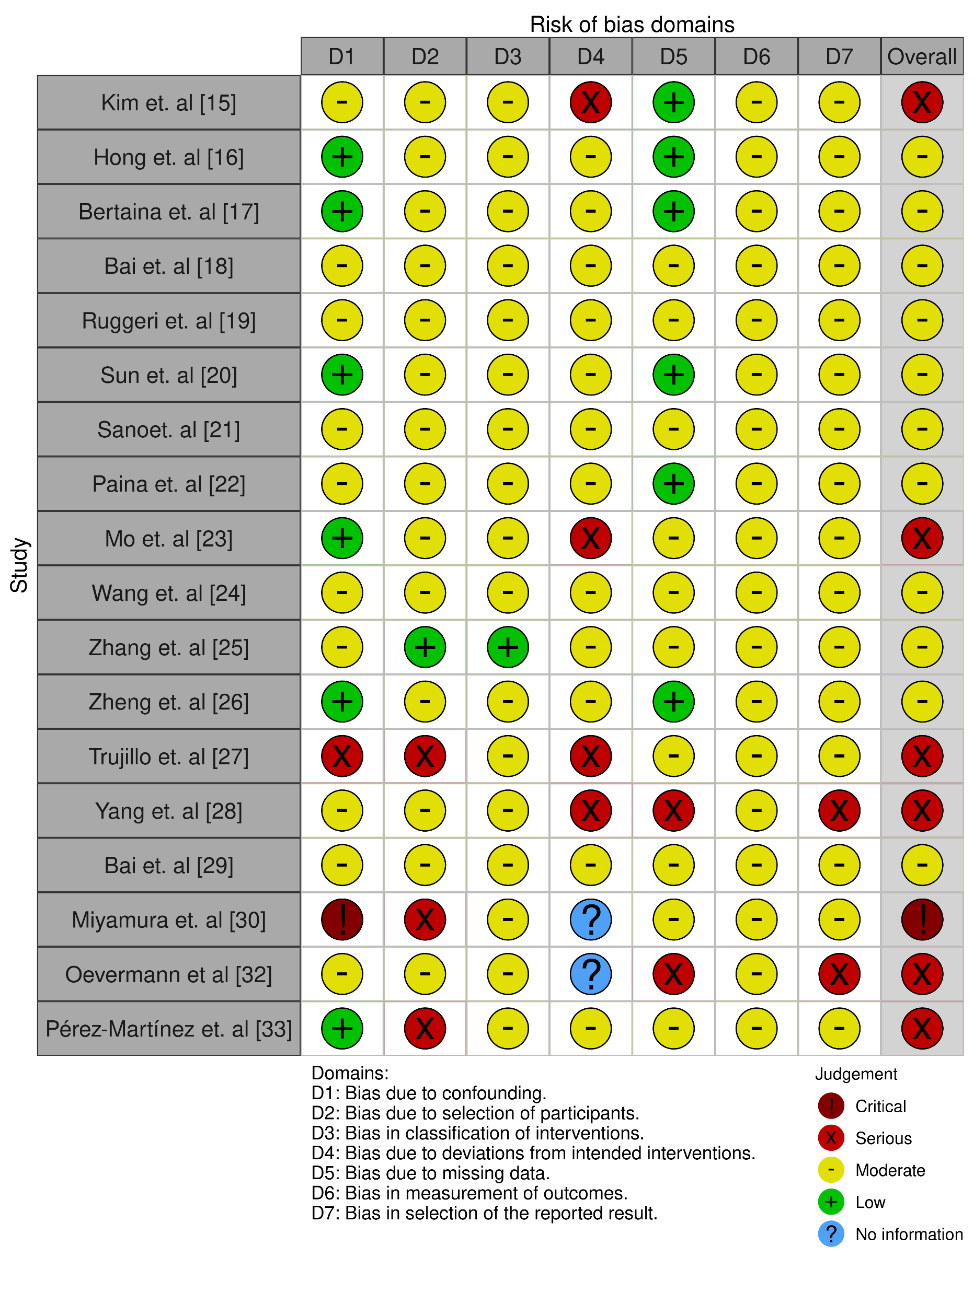 Risk of bias domains
D1 D2 D3 D4 D5 D6 D7 Overall
Study
Kim et. al [15] - - - X + - - X
Hong et. al [16] + - - - + - - -
Bertaina et. al [17] + - - - + - - -
Bai et. al [18] - - - - - - - -
Ruggeri et. al [19] - - - - - - - -
Sun et. al [20] + - - - + - - -
Sanoet. al [21] - - - - - - - -
Paina et. al [22] - - - - + - - -
Mo et. al [23] + - - X - - - X
Wang et. al [24] - - - - - - - -
Zhang et. al [25] - + + - - - - -
Zheng et. al [26] + - - - + - - -
Trujillo et. al [27] X X - X - - - X
Yang et. al [28] - - - X X - X X
Bai et. al [29] - - - - - - - -
Miyamura et. al [30] ! X - ? - - - !
Oevermann et al [32] - - - ? X - X X
Pérez-Martínez et. al [33] + X - - - - - X
Domains:
D1: Bias due to confounding.
D2: Bias due to selection of participants.
D3: Bias in classification of interventions.
D4: Bias due to deviations from intended interventions.
D5: Bias due to missing data.
D6: Bias in measurement of outcomes.
D7: Bias in selection of the reported result.
Judgement
! Critical
X Serious
- Moderate
+ Low
? No information